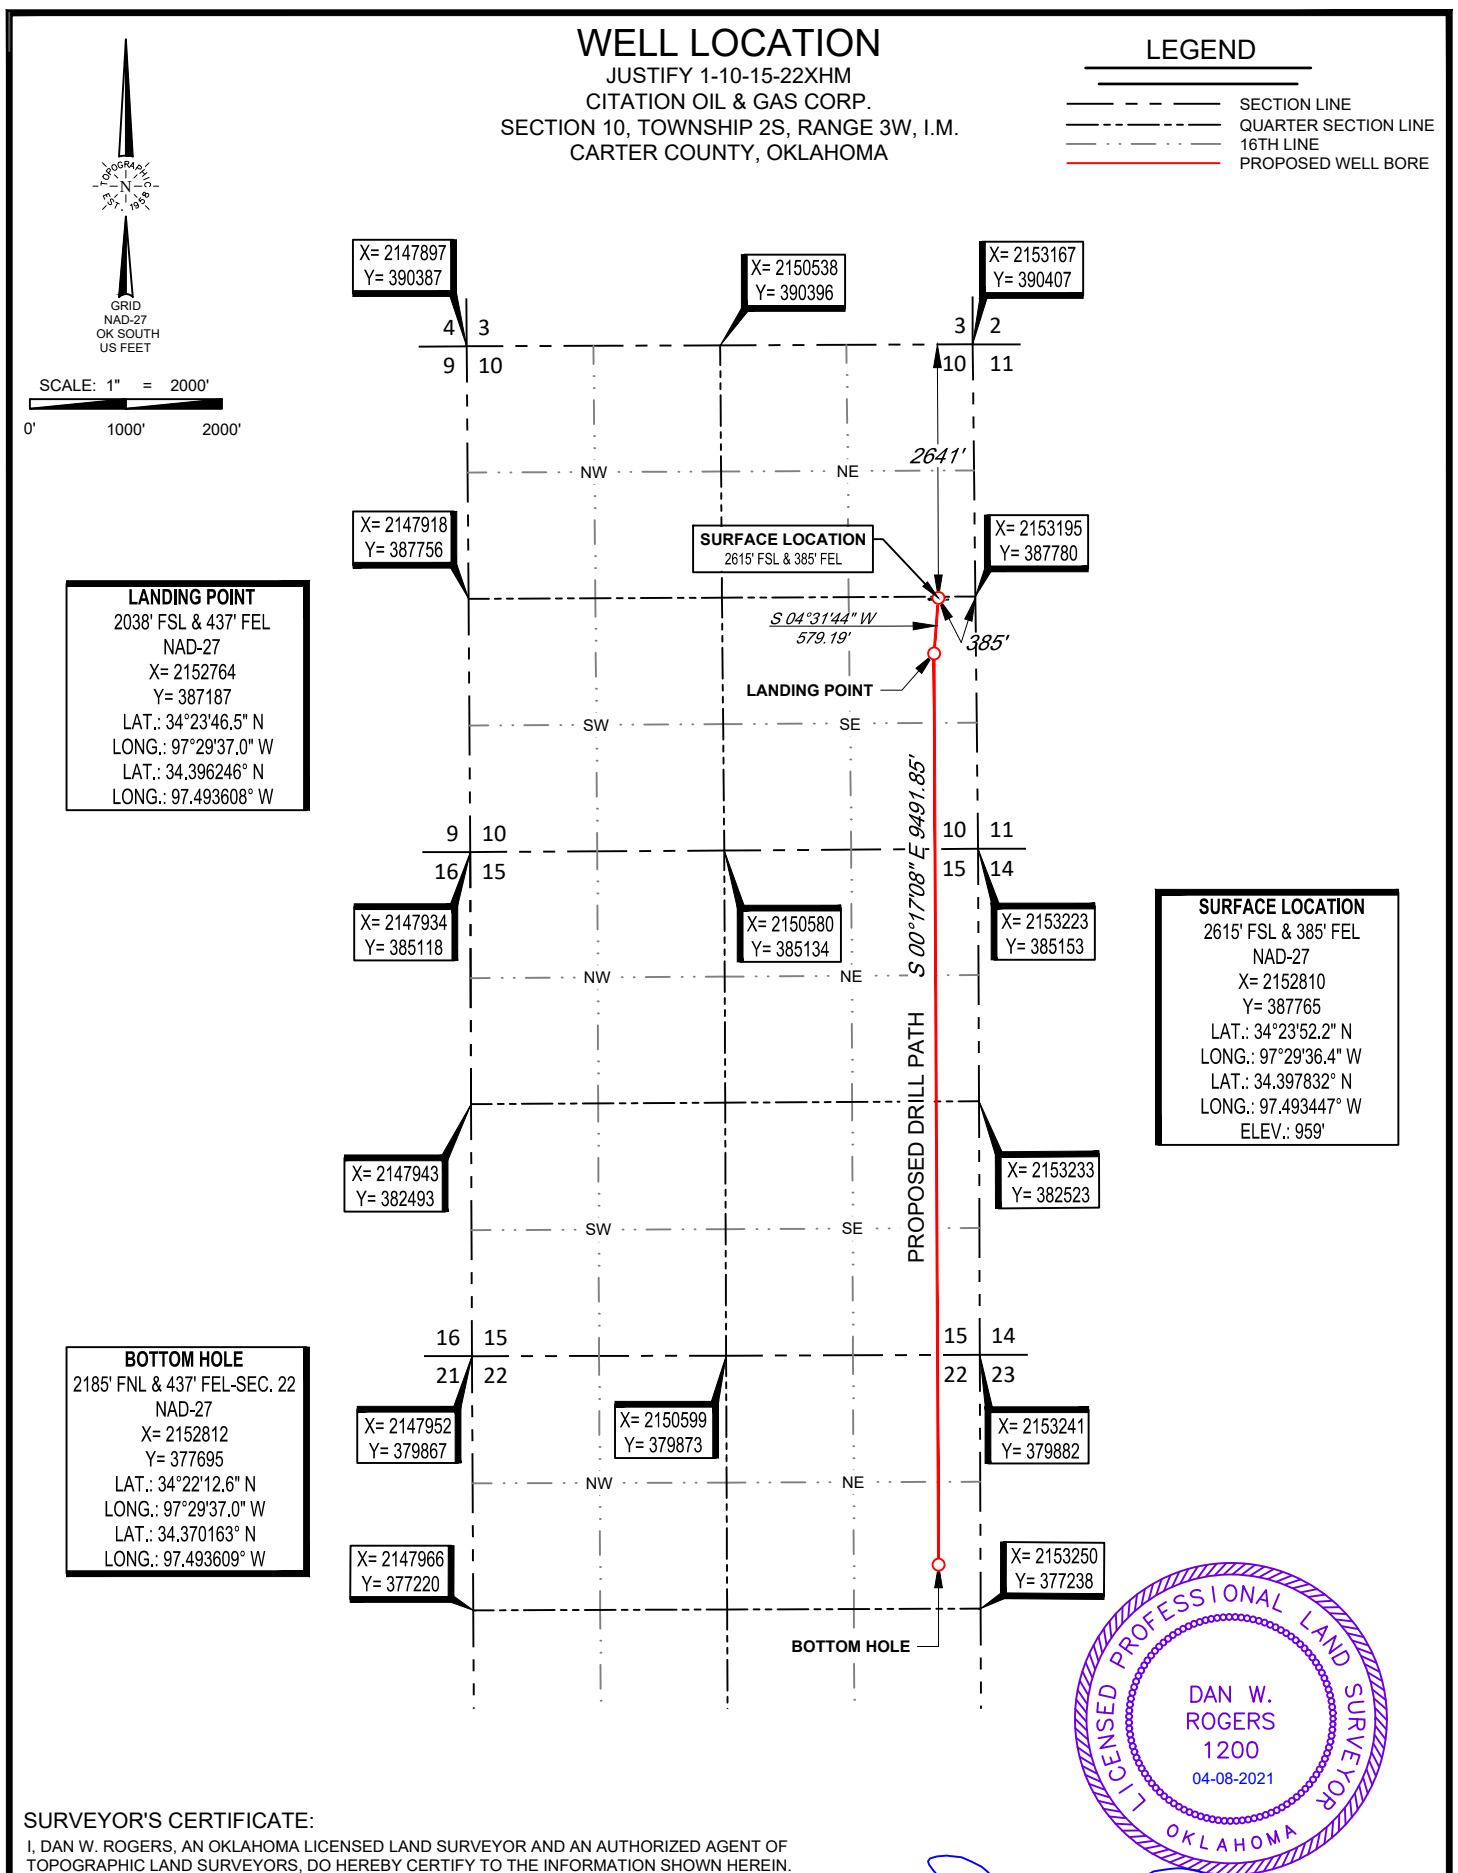 WELL LOCATION
JUSTIFY 1-10-15-22XHM
CITATION OIL & GAS CORP.
SECTION 10, TOWNSHIP 2S, RANGE 3W, I.M.
CARTER COUNTY, OKLAHOMA
LEGEND
SECTION LINE
QUARTER SECTION LINE
16TH LINE
PROPOSED WELL BORE
TOPOGRAPHIC
N
EST. 1958
GRID
NAD-27
OK SOUTH
US FEET
SCALE: 1" = 2000'
0' 1000' 2000'
X= 2147897
Y= 390387
X= 2150538
Y= 390396
X= 2153167
Y= 390407
4 3
9 10
3 2
10 11
2641'
NW
NE
X= 2147918
Y= 387756
SURFACE LOCATION
2615' FSL & 385' FEL
X= 2153195
Y= 387780
S 04°31'44" W
579.19'
385'
LANDING POINT
LANDING POINT
2038' FSL & 437' FEL
NAD-27
X= 2152764
Y= 387187
LAT.: 34°23'46.5" N
LONG.: 97°29'37.0" W
LAT.: 34.396246° N
LONG.: 97.493608° W
SW
SE
S 00°17'08" E 9491.85'
9 10
16 15
10 11
15 14
X= 2147934
Y= 385118
X= 2150580
Y= 385134
X= 2153223
Y= 385153
NW
NE
SURFACE LOCATION
2615' FSL & 385' FEL
NAD-27
X= 2152810
Y= 387765
LAT.: 34°23'52.2" N
LONG.: 97°29'36.4" W
LAT.: 34.397832° N
LONG.: 97.493447° W
ELEV.: 959'
PROPOSED DRILL PATH
X= 2147943
Y= 382493
X= 2153233
Y= 382523
SW
SE
16 15
21 22
15 14
22 23
BOTTOM HOLE
2185' FNL & 437' FEL-SEC. 22
NAD-27
X= 2152812
Y= 377695
LAT.: 34°22'12.6" N
LONG.: 97°29'37.0" W
LAT.: 34.370163° N
LONG.: 97.493609° W
X= 2147952
Y= 379867
X= 2150599
Y= 379873
X= 2153241
Y= 379882
NW
NE
X= 2147966
Y= 377220
X= 2153250
Y= 377238
BOTTOM HOLE
LICENSED PROFESSIONAL LAND SURVEYOR
DAN W.
ROGERS
1200
04-08-2021
OKLAHOMA
SURVEYOR'S CERTIFICATE:
I, DAN W. ROGERS, AN OKLAHOMA LICENSED LAND SURVEYOR AND AN AUTHORIZED AGENT OF
TOPOGRAPHIC LAND SURVEYORS, DO HEREBY CERTIFY TO THE INFORMATION SHOWN HEREIN.